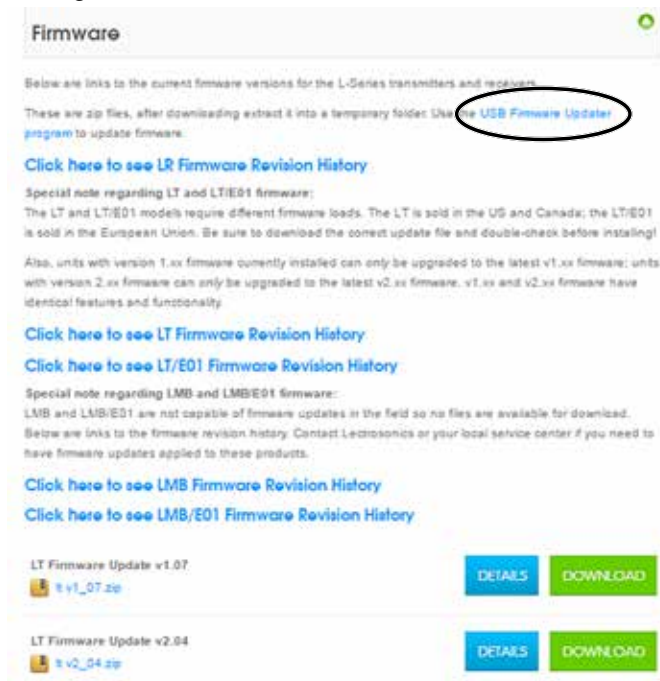 Firmware
Below are links to the current firmware versions for the L-Series transmitters and receivers.
These are zip files, after downloading extract it into a temporary folder. Use the USB Firmware Updater
program to update firmware.
Click here to see LR Firmware Revision History
Special note regarding LT and LT/E01 firmware:
The LT and LT/E01 models require different firmware loads. The LT is sold in the US and Canada; the LT/E01
is sold in the European Union. Be sure to download the correct update file and double-check before installing!
Also, units with version 1.xx firmware currently installed can only be upgraded to the latest v1.xx firmware; units
with version 2.xx firmware can only be upgraded to the latest v2.xx firmware. v1.xx and v2.xx firmware have
identical features and functionality.
Click here to see LT Firmware Revision History
Click here to see LT/E01 Firmware Revision History
Special note regarding LMB and LMB/E01 firmware:
LMB and LMB/E01 are not capable of firmware updates in the field so no files are available for download.
Below are links to the firmware revision history. Contact Lectrosonics or your local service center if you need to
have firmware updates applied to these products.
Click here to see LMB Firmware Revision History
Click here to see LMB/E01 Firmware Revision History
LT Firmware Update v1.07
lt v1_07.zip
DETAILS DOWNLOAD
LT Firmware Update v2.04
lt v2_04.zip
DETAILS DOWNLOAD